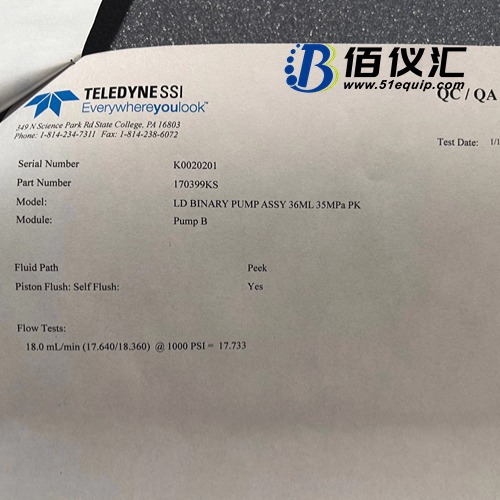 佰仪汇
www.51equip.com
TELEDYNE SSI
Everywhereyoulook™
349 N Science Park Rd State College, PA 16803
Phone: 1-814-234-7311 Fax: 1-814-238-6072
QC / QA
Test Date: 1/1
Serial Number K0020201
Part Number 170399KS
Model: LD BINARY PUMP ASSY 36ML 35MPa PK
Module: Pump B
Fluid Path Peek
Piston Flush: Self Flush: Yes
Flow Tests:
18.0 mL/min (17.640/18.360) @ 1000 PSI = 17.733